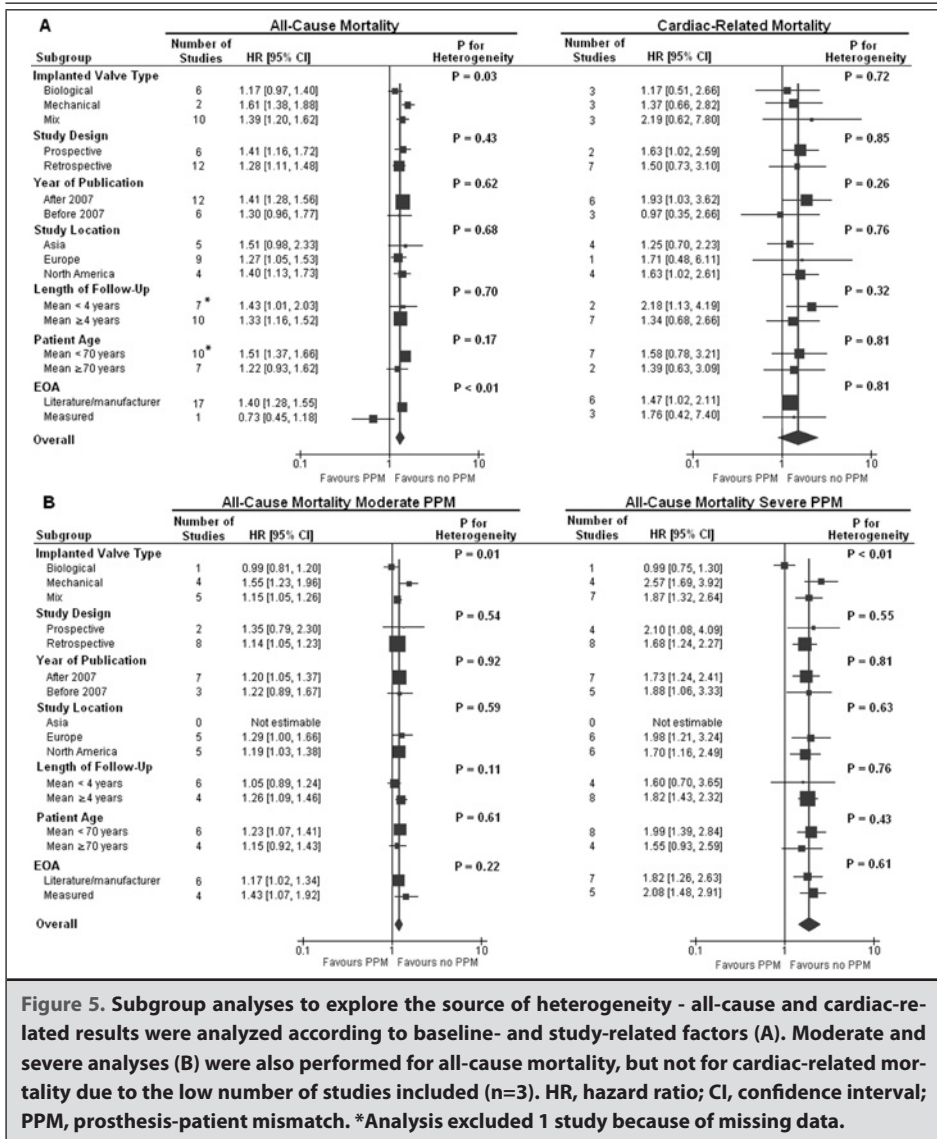 A
All-Cause Mortality Cardiac-Related Mortality
Subgroup Number of Studies HR [95% CI] P for Heterogeneity Number of Studies HR [95% CI] P for Heterogeneity
Implanted Valve Type P = 0.03 P = 0.72
Biological 6 1.17 [0.97, 1.40] 3 1.17 [0.51, 2.66]
Mechanical 2 1.61 [1.38, 1.88] 3 1.37 [0.66, 2.82]
Mix 10 1.39 [1.20, 1.62] 3 2.19 [0.62, 7.80]
Study Design P = 0.43 P = 0.85
Prospective 6 1.41 [1.16, 1.72] 2 1.63 [1.02, 2.59]
Retrospective 12 1.28 [1.11, 1.48] 7 1.50 [0.73, 3.10]
Year of Publication P = 0.62 P = 0.26
After 2007 12 1.41 [1.28, 1.56] 6 1.93 [1.03, 3.62]
Before 2007 6 1.30 [0.96, 1.77] 3 0.97 [0.35, 2.66]
Study Location P = 0.68 P = 0.76
Asia 5 1.51 [0.98, 2.33] 4 1.25 [0.70, 2.23]
Europe 9 1.27 [1.05, 1.53] 1 1.71 [0.48, 6.11]
North America 4 1.40 [1.13, 1.73] 4 1.63 [1.02, 2.61]
Length of Follow-Up P = 0.70 P = 0.32
Mean < 4 years 7* 1.43 [1.01, 2.03] 2 2.18 [1.13, 4.19]
Mean ≥4 years 10 1.33 [1.16, 1.52] 7 1.34 [0.68, 2.66]
Patient Age P = 0.17 P = 0.81
Mean <70 years 10* 1.51 [1.37, 1.66] 7 1.58 [0.78, 3.21]
Mean ≥70 years 7 1.22 [0.93, 1.62] 2 1.39 [0.63, 3.09]
EOA P < 0.01 P = 0.81
Literature/manufacturer 17 1.40 [1.28, 1.55] 6 1.47 [1.02, 2.11]
Measured 1 0.73 [0.45, 1.18] 3 1.76 [0.42, 7.40]
Overall
0.1 1 10 0.1 1 10
Favours PPM Favours no PPM Favours PPM Favours no PPM
B
All-Cause Mortality Moderate PPM All-Cause Mortality Severe PPM
Subgroup Number of Studies HR [95% CI] P for Heterogeneity Number of Studies HR [95% CI] P for Heterogeneity
Implanted Valve Type P = 0.01 P < 0.01
Biological 1 0.99 [0.81, 1.20] 1 0.99 [0.75, 1.30]
Mechanical 4 1.55 [1.23, 1.96] 4 2.57 [1.69, 3.92]
Mix 5 1.15 [1.05, 1.26] 7 1.87 [1.32, 2.64]
Study Design P = 0.54 P = 0.55
Prospective 2 1.35 [0.79, 2.30] 4 2.10 [1.08, 4.09]
Retrospective 8 1.14 [1.05, 1.23] 8 1.68 [1.24, 2.27]
Year of Publication P = 0.92 P = 0.81
After 2007 7 1.20 [1.05, 1.37] 7 1.73 [1.24, 2.41]
Before 2007 3 1.22 [0.89, 1.67] 5 1.88 [1.06, 3.33]
Study Location P = 0.59 P = 0.63
Asia 0 Not estimable 0 Not estimable
Europe 5 1.29 [1.00, 1.66] 6 1.98 [1.21, 3.24]
North America 5 1.19 [1.03, 1.38] 6 1.70 [1.16, 2.49]
Length of Follow-Up P = 0.11 P = 0.76
Mean < 4 years 6 1.05 [0.89, 1.24] 4 1.60 [0.70, 3.65]
Mean ≥4 years 4 1.26 [1.09, 1.46] 8 1.82 [1.43, 2.32]
Patient Age P = 0.61 P = 0.43
Mean <70 years 6 1.23 [1.07, 1.41] 8 1.99 [1.39, 2.84]
Mean ≥70 years 4 1.15 [0.92, 1.43] 4 1.55 [0.93, 2.59]
EOA P = 0.22 P = 0.61
Literature/manufacturer 6 1.17 [1.02, 1.34] 7 1.82 [1.26, 2.63]
Measured 4 1.43 [1.07, 1.92] 5 2.08 [1.48, 2.91]
Overall
0.1 1 10 0.1 1 10
Favours PPM Favours no PPM Favours PPM Favours no PPM
Figure 5. Subgroup analyses to explore the source of heterogeneity - all-cause and cardiac-re-
lated results were analyzed according to baseline- and study-related factors (A). Moderate and
severe analyses (B) were also performed for all-cause mortality, but not for cardiac-related mor-
tality due to the low number of studies included (n=3). HR, hazard ratio; CI, confidence interval;
PPM, prosthesis-patient mismatch. *Analysis excluded 1 study because of missing data.